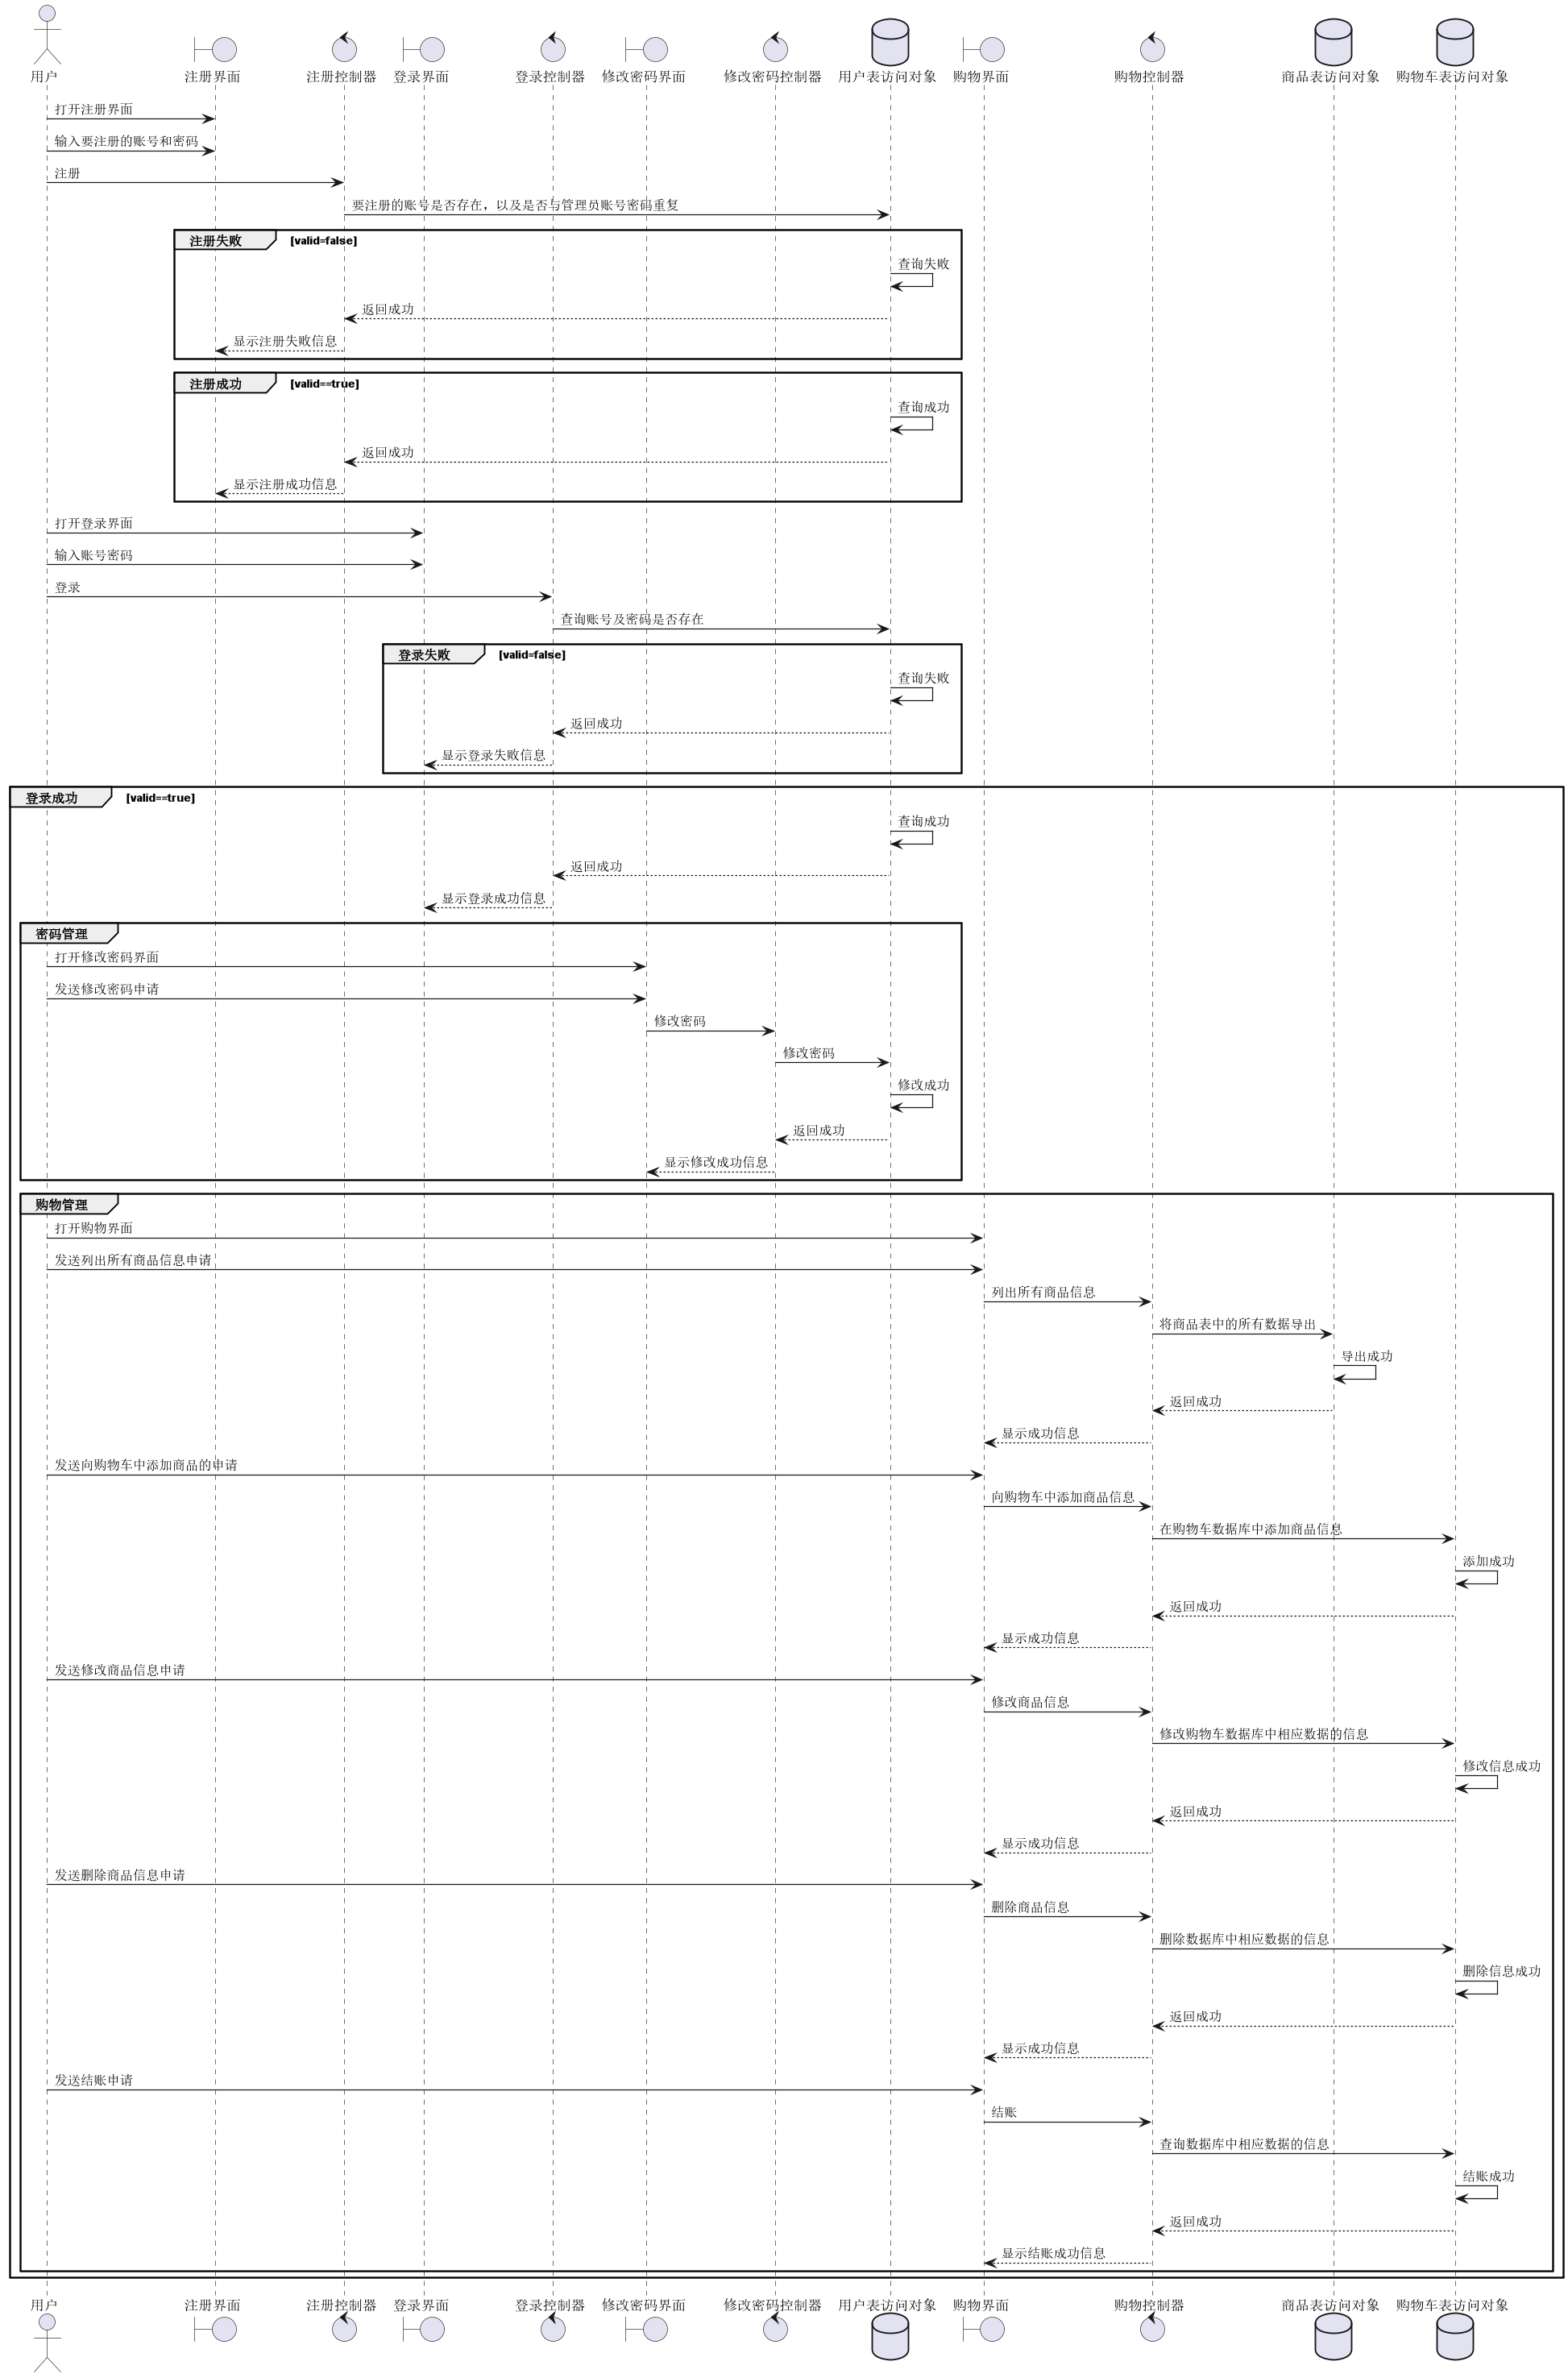 用户 注册界面 注册控制器 登录界面 登录控制器 修改密码界面 修改密码控制器 用户表访问对象 购物界面 购物控制器 商品表访问对象 购物车表访问对象
打开注册界面
输入要注册的账号和密码
注册
要注册的账号是否存在，以及是否与管理员账号密码重复
注册失败 [valid=false]
查询失败
返回成功
显示注册失败信息
注册成功 [valid==true]
查询成功
返回成功
显示注册成功信息
打开登录界面
输入账号密码
登录
查询账号及密码是否存在
登录失败 [valid=false]
查询失败
返回成功
显示登录失败信息
登录成功 [valid==true]
查询成功
返回成功
显示登录成功信息
密码管理
打开修改密码界面
发送修改密码申请
修改密码
修改密码
修改成功
返回成功
显示修改成功信息
购物管理
打开购物界面
发送列出所有商品信息申请
列出所有商品信息
将商品表中的所有数据导出
导出成功
返回成功
显示成功信息
发送向购物车中添加商品的申请
向购物车中添加商品信息
在购物车数据库中添加商品信息
添加成功
返回成功
显示成功信息
发送修改商品信息申请
修改商品信息
修改购物车数据库中相应数据的信息
修改信息成功
返回成功
显示成功信息
发送删除商品信息申请
删除商品信息
删除数据库中相应数据的信息
删除信息成功
返回成功
显示成功信息
发送结账申请
结账
查询数据库中相应数据的信息
结账成功
返回成功
显示结账成功信息
用户 注册界面 注册控制器 登录界面 登录控制器 修改密码界面 修改密码控制器 用户表访问对象 购物界面 购物控制器 商品表访问对象 购物车表访问对象